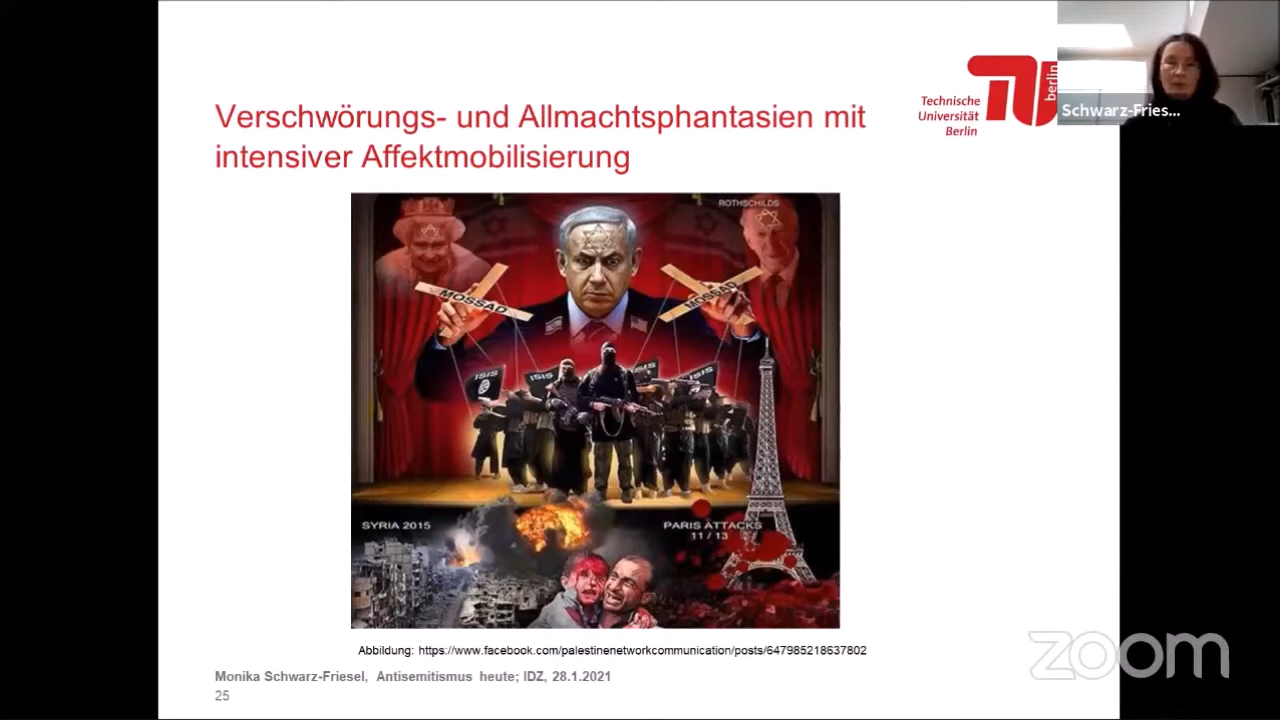 Verschwörungs- und Allmachtsphantasien mit
intensiver Affektmobilisierung
Technische
Universität
Berlin
berlin
Schwarz-Fries...
ROTHSCHILDS
MOSSAD
MOSSAD
ISIS
ISIS
ISIS
ISIS
SYRIA 2015
PARIS ATTACKS
11 / 13
Abbildung: https://www.facebook.com/palestinenetworkcommunication/posts/647985218637802
Monika Schwarz-Friesel, Antisemitismus heute; IDZ, 28.1.2021
25
zoom